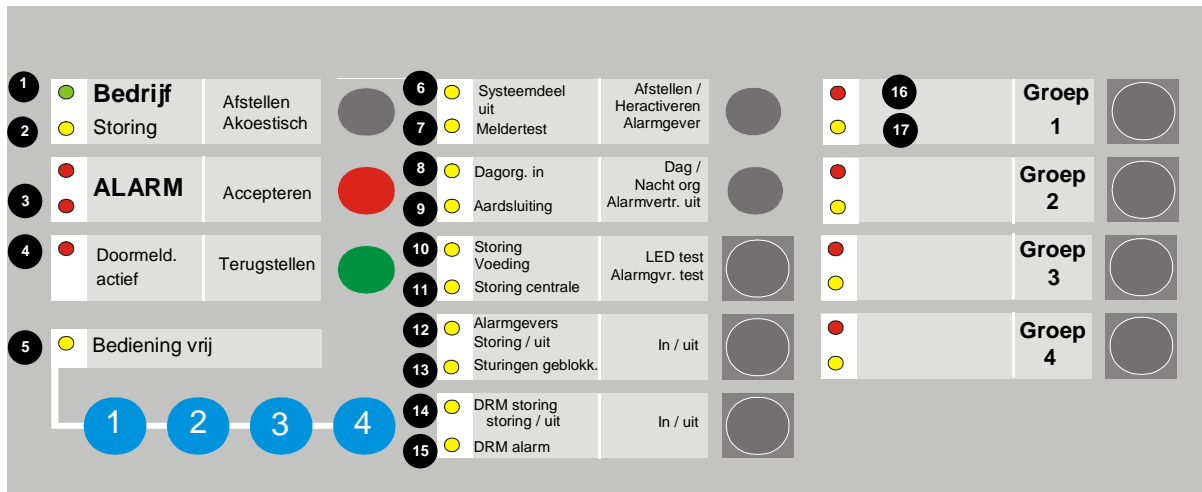 1
Bedrijf
2
Storing
Afstellen
Akoestisch
3
ALARM
Accepteren
4
Doormeld.
actief
Terugstellen
5
Bediening vrij
1
2
3
4
6
Systeemdeel
uit
7
Meldertest
Afstellen /
Heractiveren
Alarmgever
8
Dagorg. in
9
Aardsluiting
Dag /
Nacht org
Alarmvertr. uit
10
Storing
Voeding
11
Storing centrale
LED test
Alarmgvr. test
12
Alarmgevers
Storing / uit
13
Sturingen geblokk.
In / uit
14
DRM storing
storing / uit
15
DRM alarm
In / uit
16
17
Groep
1
Groep
2
Groep
3
Groep
4